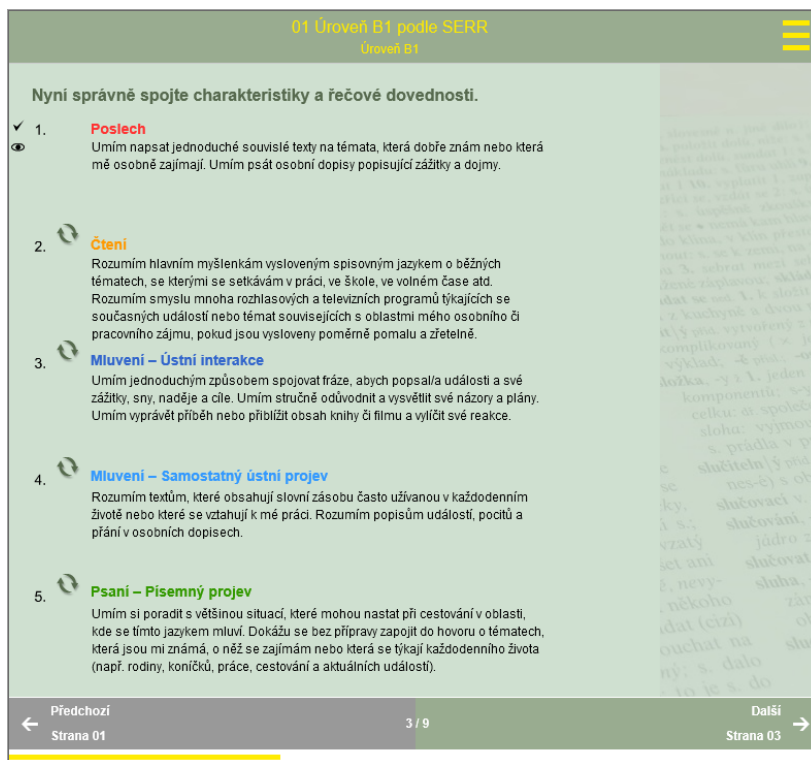 01 Úroveň B1 podle SERR
Úroveň B1
Nyní správně spojte charakteristiky a řečové dovednosti.
1. Poslech
Umím napsat jednoduché souvislé texty na témata, která dobře znám nebo která
mě osobně zajímají. Umím psát osobní dopisy popisující zážitky a dojmy.
2. Čtení
Rozumím hlavním myšlenkám vysloveným spisovným jazykem o běžných
tématech, se kterými se setkávám v práci, ve škole, ve volném čase atd.
Rozumím smyslu mnoha rozhlasových a televizních programů týkajících se
současných událostí nebo témat souvisejících s oblastmi mého osobního či
pracovního zájmu, pokud jsou vysloveny poměrně pomalu a zřetelně.
3. Mluvení – Ústní interakce
Umím jednoduchým způsobem spojovat fráze, abych popsal/a události a své
zážitky, sny, naděje a cíle. Umím stručně odůvodnit a vysvětlit své názory a plány.
Umím vyprávět příběh nebo přiblížit obsah knihy či filmu a vylíčit své reakce.
4. Mluvení – Samostatný ústní projev
Rozumím textům, které obsahují slovní zásobu často užívanou v každodenním
životě nebo které se vztahují k mé práci. Rozumím popisům událostí, pocitů a
přání v osobních dopisech.
5. Psaní – Písemný projev
Umím si poradit s většinou situací, které mohou nastat při cestování v oblasti,
kde se tímto jazykem mluví. Dokážu se bez přípravy zapojit do hovoru o tématech,
která jsou mi známá, o něž se zajímám nebo která se týkají každodenního života
(např. rodiny, koníčků, práce, cestování a aktuálních událostí).
Předchozí
Strana 01
3 / 9
Další
Strana 03